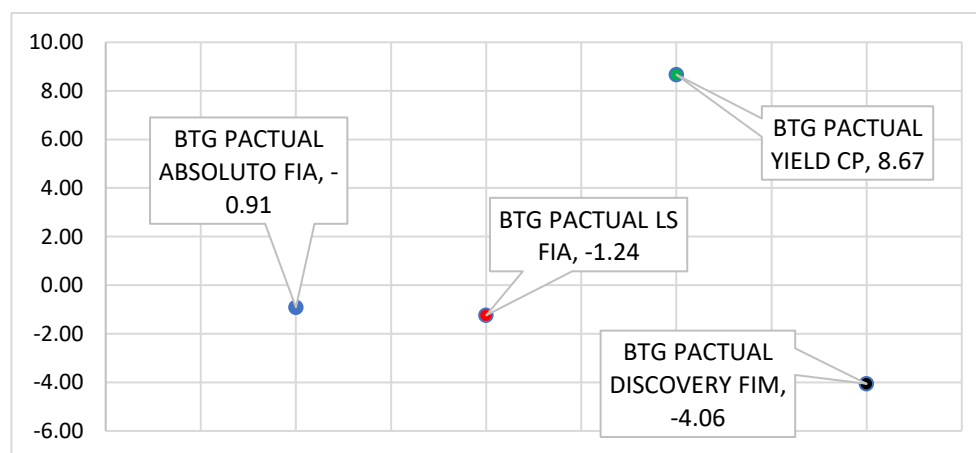 10.00
8.00
6.00
4.00
2.00
0.00
-2.00
-4.00
-6.00
BTG PACTUAL
ABSOLUTO FIA, -
0.91
BTG PACTUAL LS
FIA, -1.24
BTG PACTUAL
YIELD CP, 8.67
BTG PACTUAL
DISCOVERY FIM,
-4.06